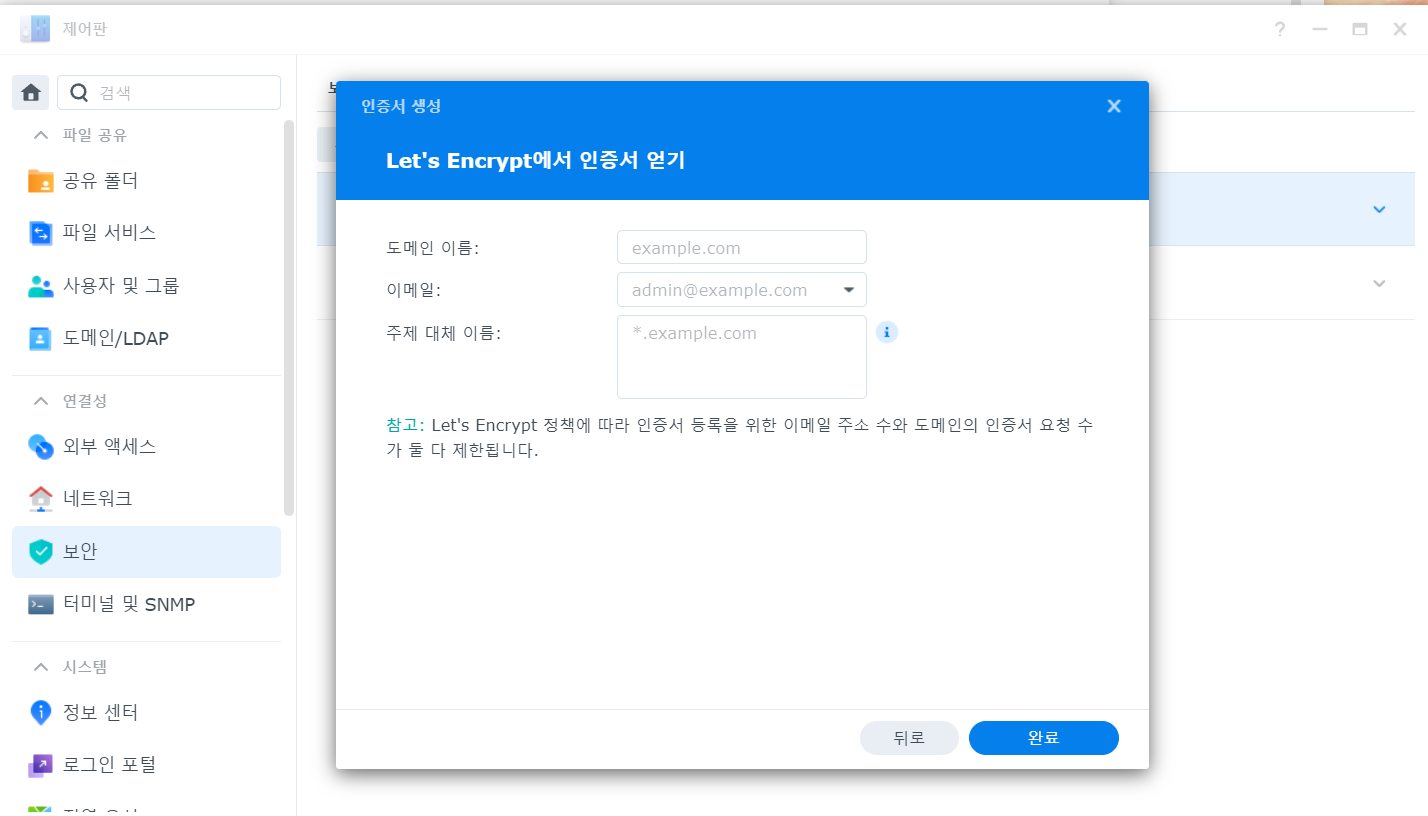 제어판
검색
파일 공유
공유 폴더
파일 서비스
사용자 및 그룹
도메인/LDAP
연결성
외부 액세스
네트워크
보안
터미널 및 SNMP
시스템
정보 센터
로그인 포털
인증서 생성
Let's Encrypt에서 인증서 얻기
도메인 이름:
example.com
이메일:
admin@example.com
주제 대체 이름:
*.example.com
참고: Let's Encrypt 정책에 따라 인증서 등록을 위한 이메일 주소 수와 도메인의 인증서 요청 수
가 둘 다 제한됩니다.
뒤로
완료